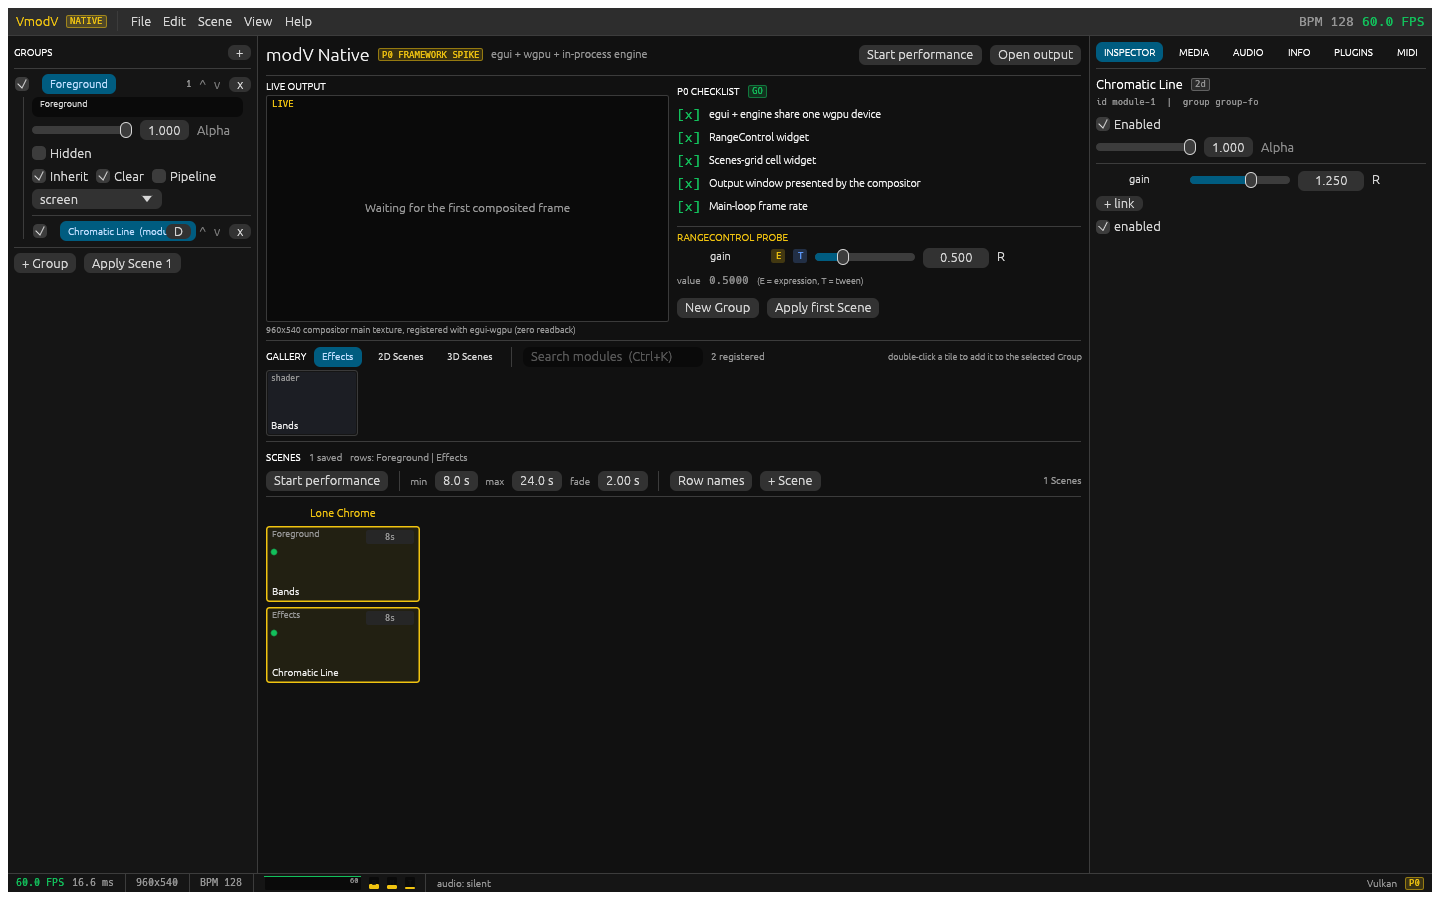 VmodV NATIVE File Edit Scene View Help BPM 128 60.0 FPS
GROUPS +
Foreground 1 ^ v x
Foreground
1.000 Alpha
Hidden
Inherit Clear Pipeline
screen
Chromatic Line (modu D ^ v x
+ Group Apply Scene 1
modV Native P0 FRAMEWORK SPIKE egui + wgpu + in-process engine Start performance Open output
LIVE OUTPUT
LIVE
Waiting for the first composited frame
960x540 compositor main texture, registered with egui-wgpu (zero readback)
P0 CHECKLIST GO
[x] egui + engine share one wgpu device
[x] RangeControl widget
[x] Scenes-grid cell widget
[x] Output window presented by the compositor
[x] Main-loop frame rate
RANGECONTROL PROBE
gain E T 0.500 R
value 0.5000 (E = expression, T = tween)
New Group Apply first Scene
GALLERY Effects 2D Scenes 3D Scenes Search modules (Ctrl+K) 2 registered double-click a tile to add it to the selected Group
shader
Bands
SCENES 1 saved rows: Foreground | Effects
Start performance min 8.0 s max 24.0 s fade 2.00 s Row names + Scene 1 Scenes
Lone Chrome
Foreground 8s
Bands
Effects 8s
Chromatic Line
INSPECTOR MEDIA AUDIO INFO PLUGINS MIDI
Chromatic Line 2d
id module-1 | group group-fo
Enabled
1.000 Alpha
gain 1.250 R
+ link
enabled
60.0 FPS 16.6 ms 960x540 BPM 128 60 audio: silent Vulkan P0